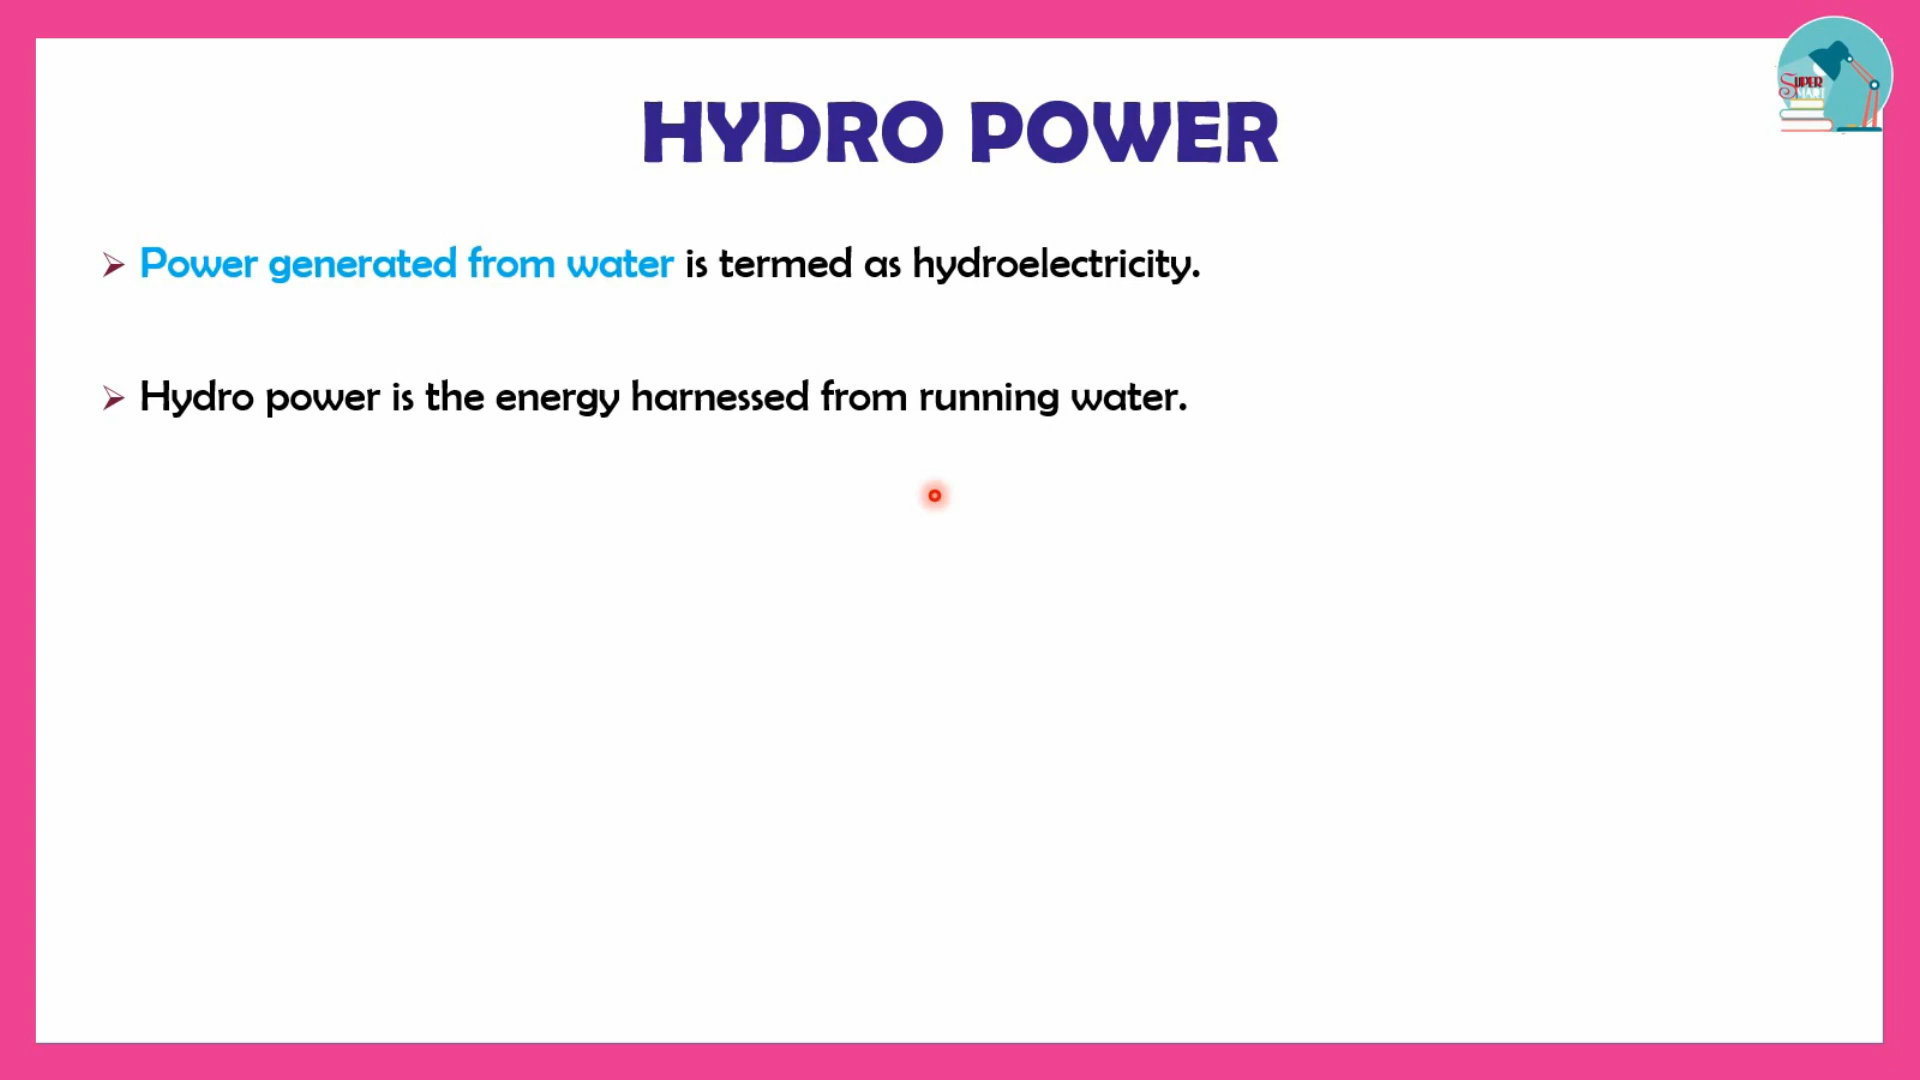 SUPER
HYDRO POWER
Power generated from water is termed as hydroelectricity.
Hydro power is the energy harnessed from running water.